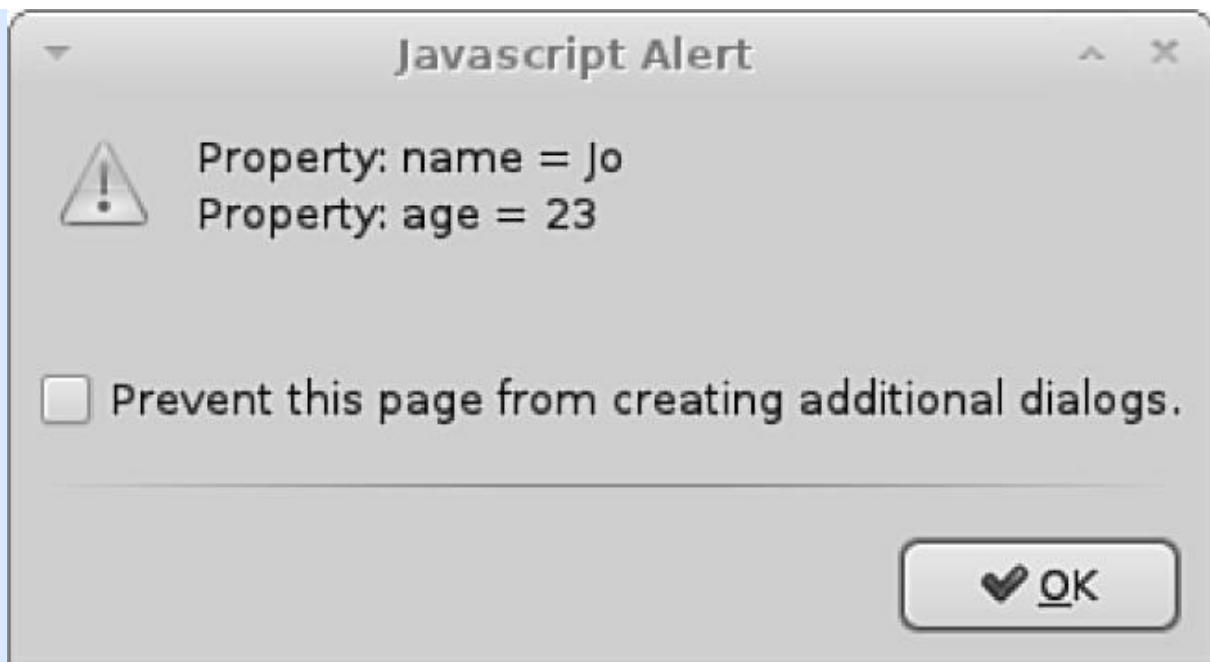 Javascript Alert
Property: name = Jo
Property: age = 23
Prevent this page from creating additional dialogs.
OK